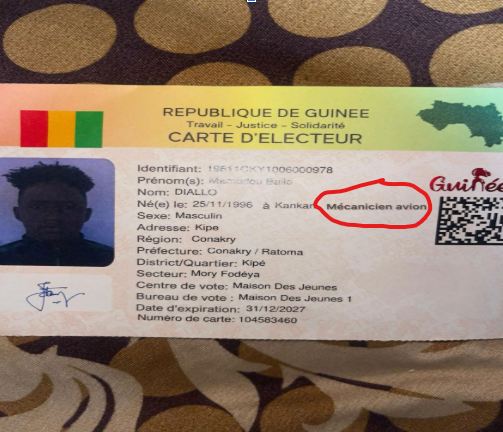 REPUBLIQUE DE GUINEE
Travail - Justice - Solidarité
CARTE D'ELECTEUR
Identifiant:
Prénom(s):
Nom: DIALLO
Né(e) le: 25/11/1996 à Kankan Mécanicien avion
Sexe: Masculin
Adresse: Kipe
Région: Conakry
Préfecture: Conakry / Ratoma
District/Quartier: Kipé
Secteur: Mory Fodéya
Centre de vote: Maison Des Jeunes
Bureau de vote : Maison Des Jeunes 1
Date d'expiration: 31/12/2027
Numéro de carte: 104583460
Guinée